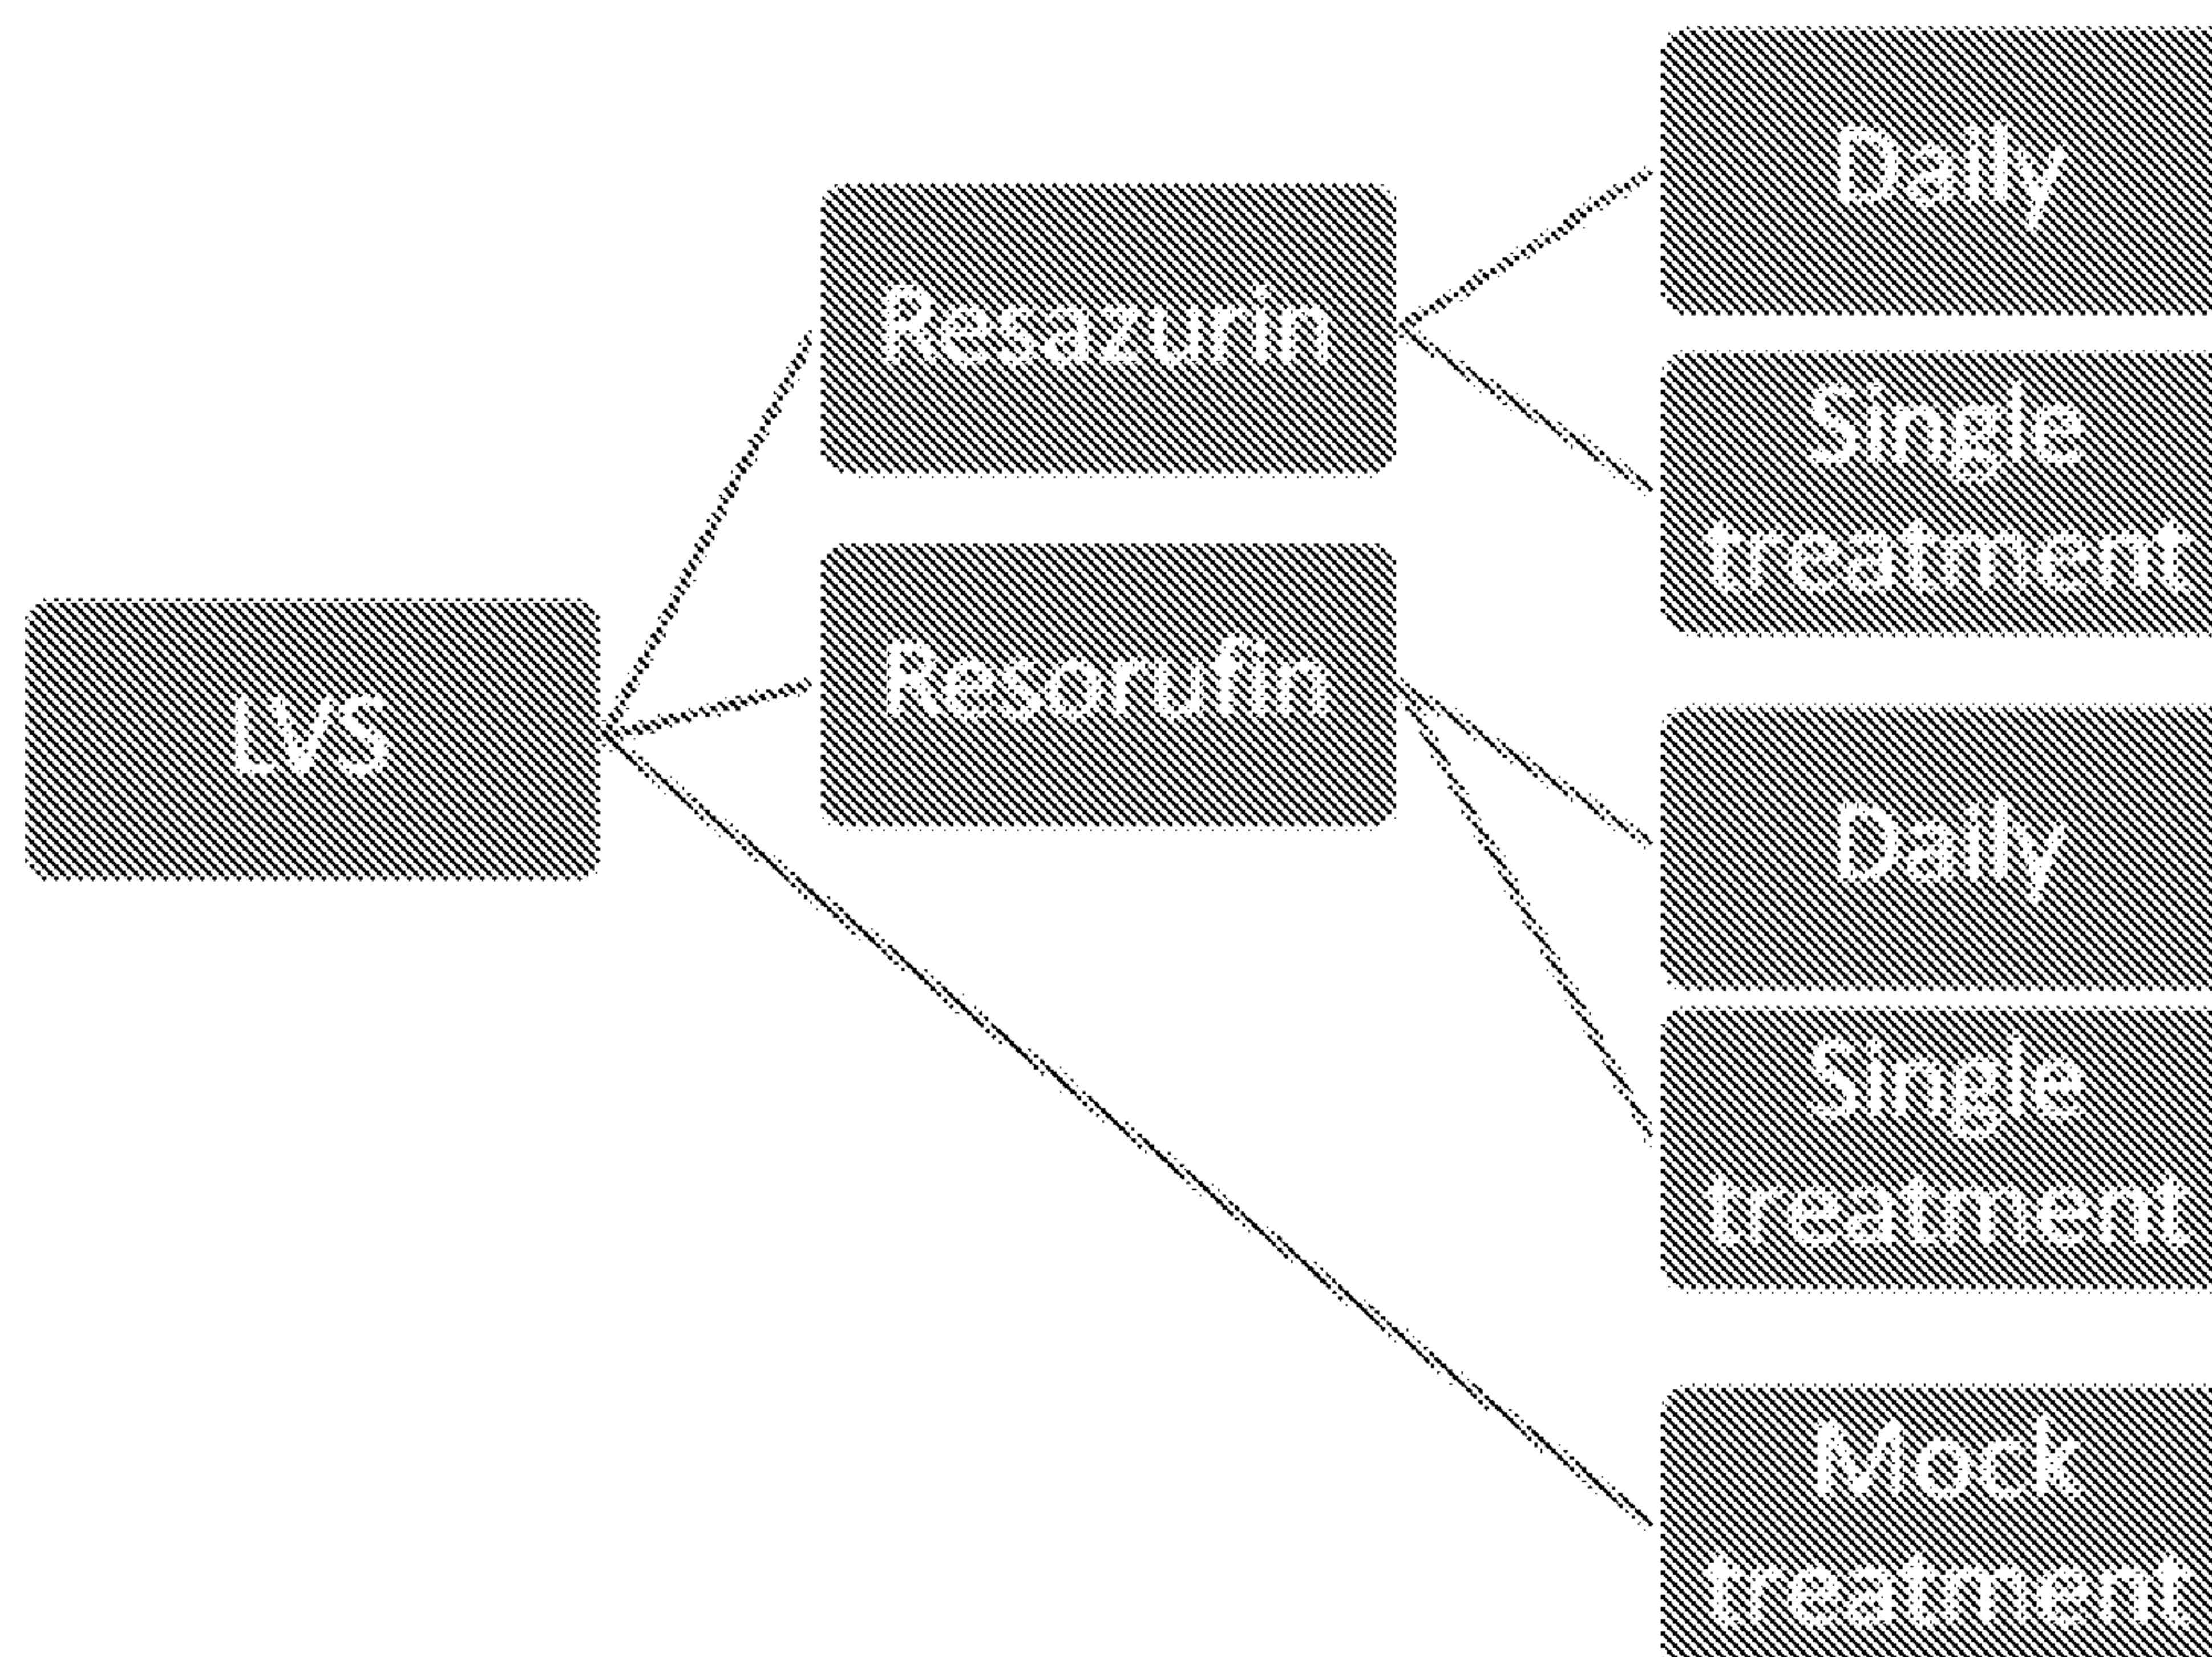 LVS
Resazurin
Resorufin
Daily
Single
treatment
Daily
Single
treatment
Mock
treatment